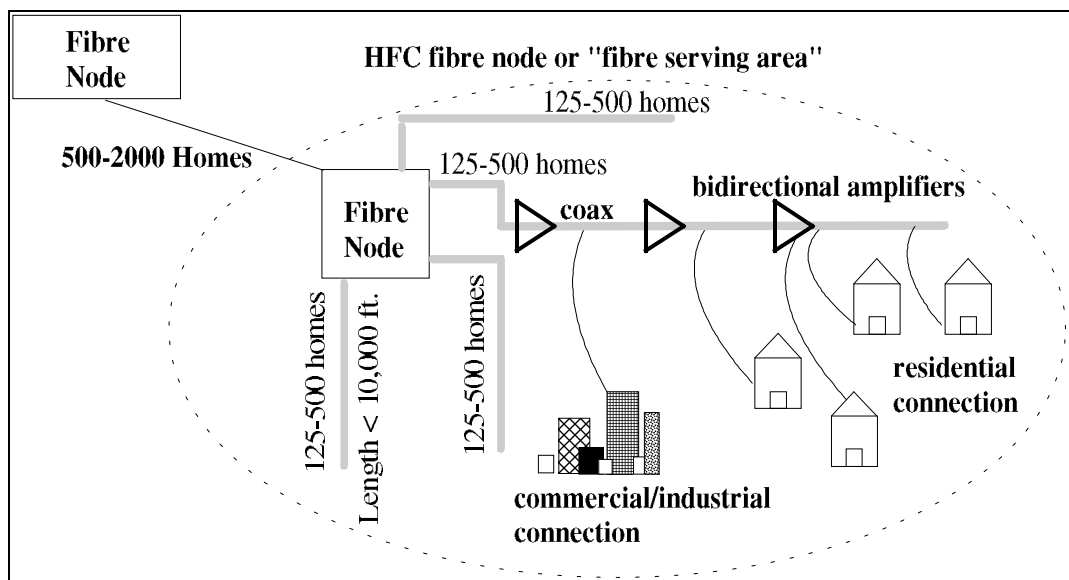 Fibre
Node
HFC fibre node or "fibre serving area"
125-500 homes
500-2000 Homes
125-500 homes
bidirectional amplifiers
Fibre
Node
coax
125-500 homes
Length < 10,000 ft.
125-500 homes
residential
connection
commercial/industrial
connection